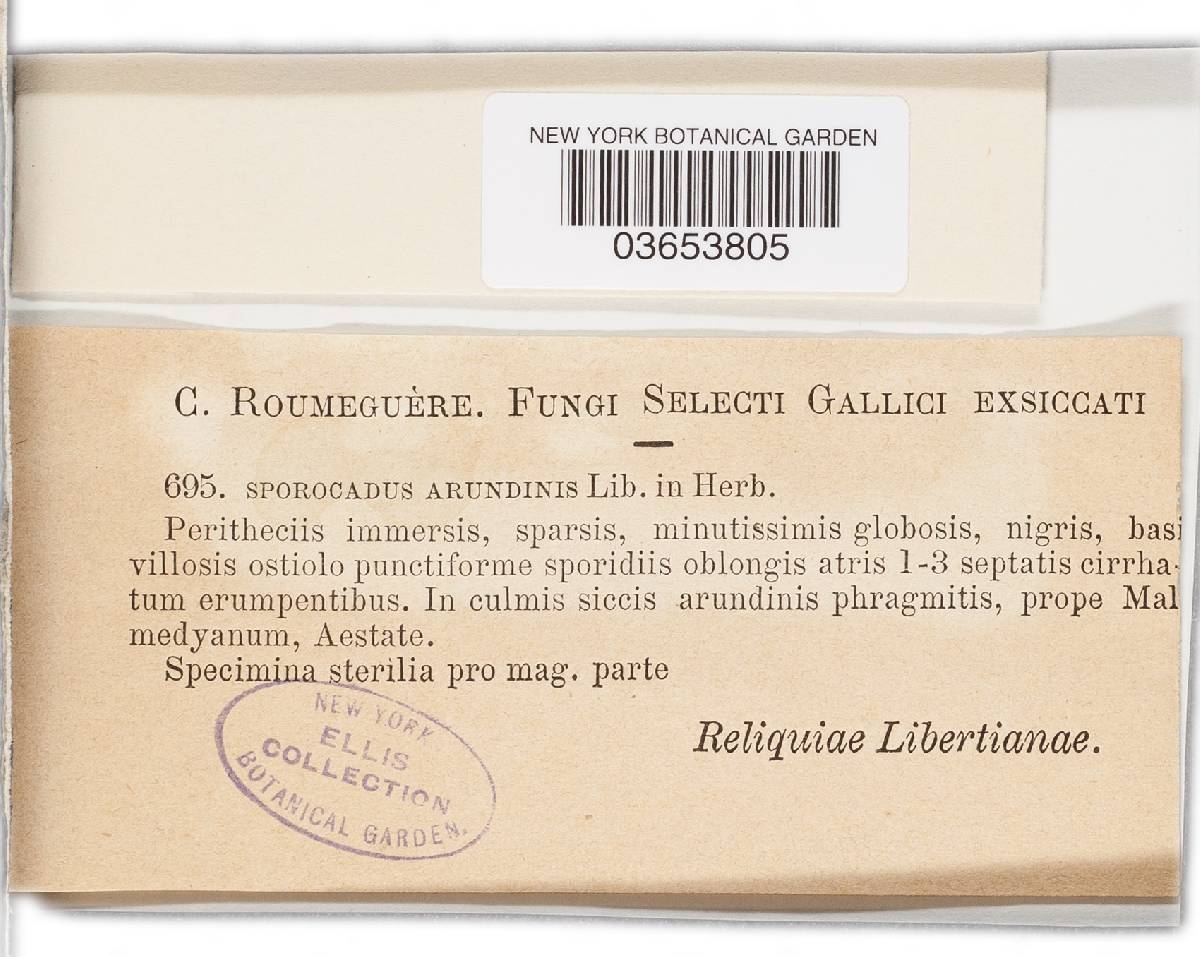 NEW YORK BOTANICAL GARDEN
03653805
C. ROUMEGUÈRE. FUNGI SELECTI GALLICI EXSICCATI
695. SPOROCADUS ARUNDINIS Lib. in Herb.
Peritheciis immersis, sparsis, minutissimis globosis, nigris, basi
villosis ostiolo punctiforme sporidiis oblongis atris 1-3 septatis cirrha-
tum erumpentibus. In culmis siccis arundinis phragmitis, prope Mal
medyanum, Aestate.
Specimina sterilia pro mag. parte
Reliquiae Libertianae.
NEW YORK
ELLIS
COLLECTION
BOTANICAL GARDEN.